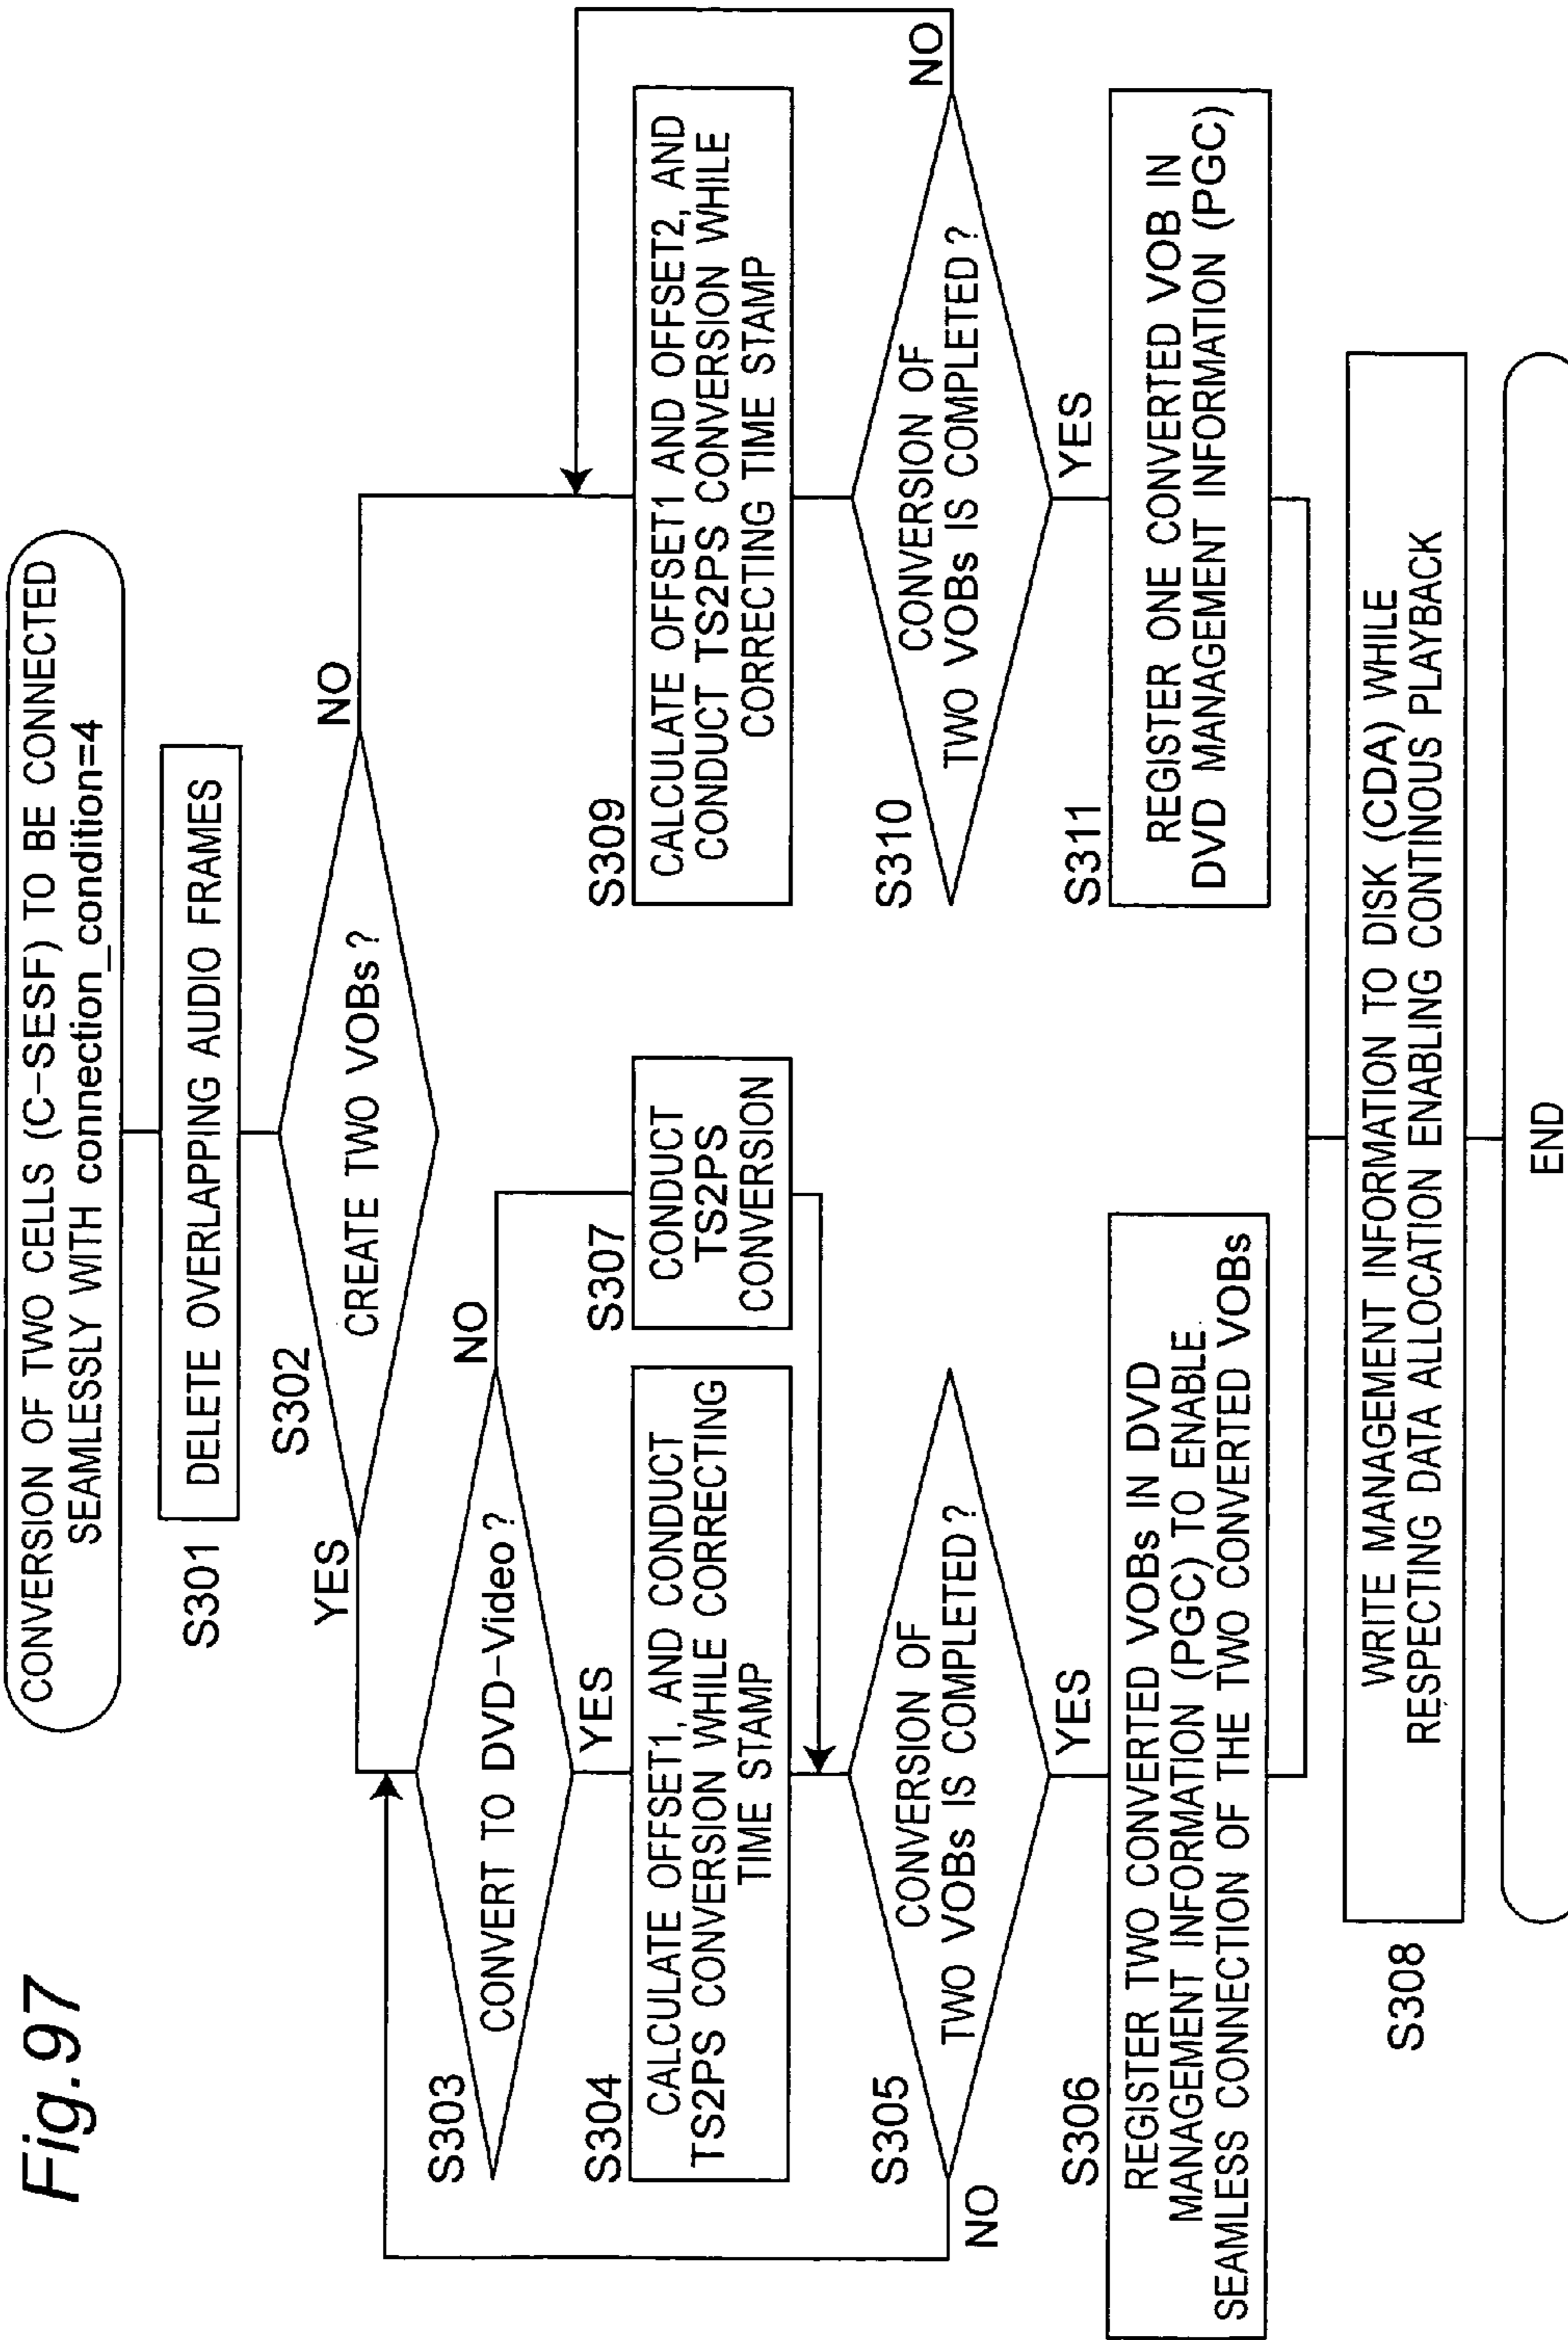 Fig.97
CONVERSION OF TWO CELLS (C-SESF) TO BE CONNECTED
SEAMLESSLY WITH connection_condition=4
S301
DELETE OVERLAPPING AUDIO FRAMES
S302
CREATE TWO VOBs?
YES
NO
S303
CONVERT TO DVD-Video?
YES
NO
S304
CALCULATE OFFSET1, AND CONDUCT
TS2PS CONVERSION WHILE CORRECTING
TIME STAMP
S307
CONDUCT
TS2PS
CONVERSION
S305
CONVERSION OF
TWO VOBs IS COMPLETED?
NO
YES
S306
REGISTER TWO CONVERTED VOBs IN DVD
MANAGEMENT INFORMATION (PGC) TO ENABLE
SEAMLESS CONNECTION OF THE TWO CONVERTED VOBs
S309
CALCULATE OFFSET1 AND OFFSET2, AND
CONDUCT TS2PS CONVERSION WHILE
CORRECTING TIME STAMP
S310
CONVERSION OF
TWO VOBs IS COMPLETED?
NO
YES
S311
REGISTER ONE CONVERTED VOB IN
DVD MANAGEMENT INFORMATION (PGC)
S308
WRITE MANAGEMENT INFORMATION TO DISK (CDA) WHILE
RESPECTING DATA ALLOCATION ENABLING CONTINOUS PLAYBACK
END